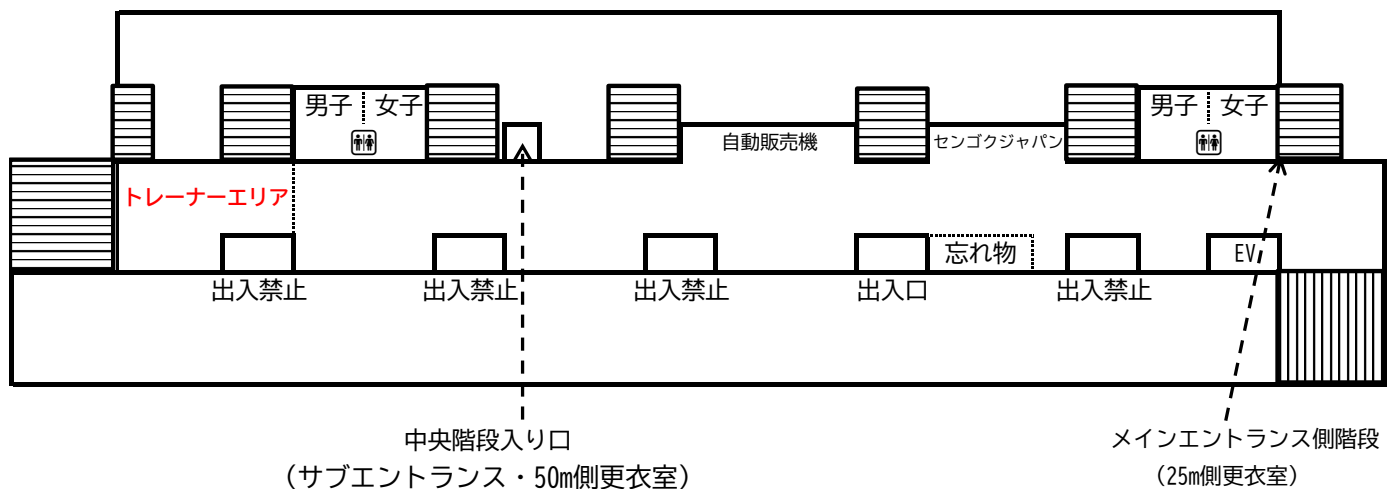 男子 女子
男子 女子
自動販売機
センゴクジャパン
トレーナーエリア
忘れ物
EV
出入禁止
出入禁止
出入禁止
出入口
出入禁止
中央階段入り口
(サブエントランス・50m側更衣室)
メインエントランス側階段
(25m側更衣室)